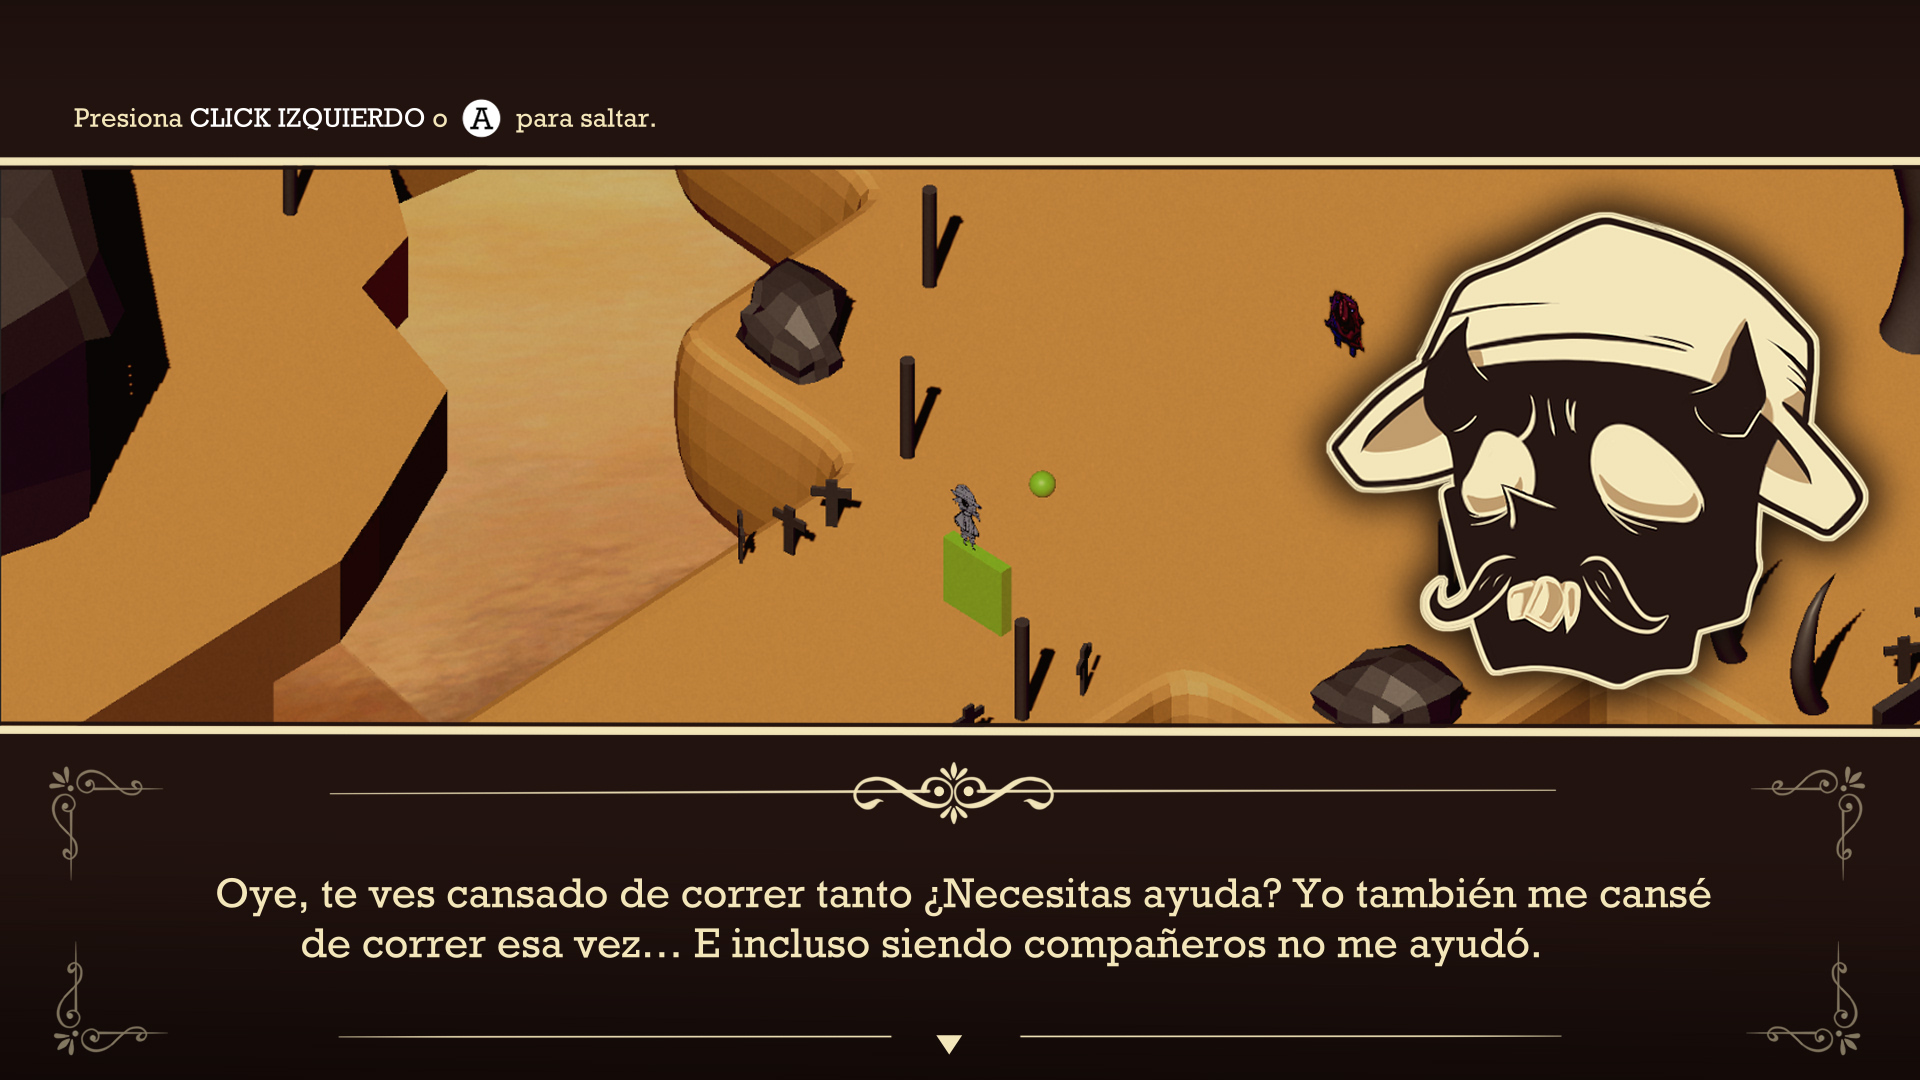 Presiona CLICK IZQUIERDO o A para saltar.
Oye, te ves cansado de correr tanto ¿Necesitas ayuda? Yo también me cansé
de correr esa vez... E incluso siendo compañeros no me ayudó.